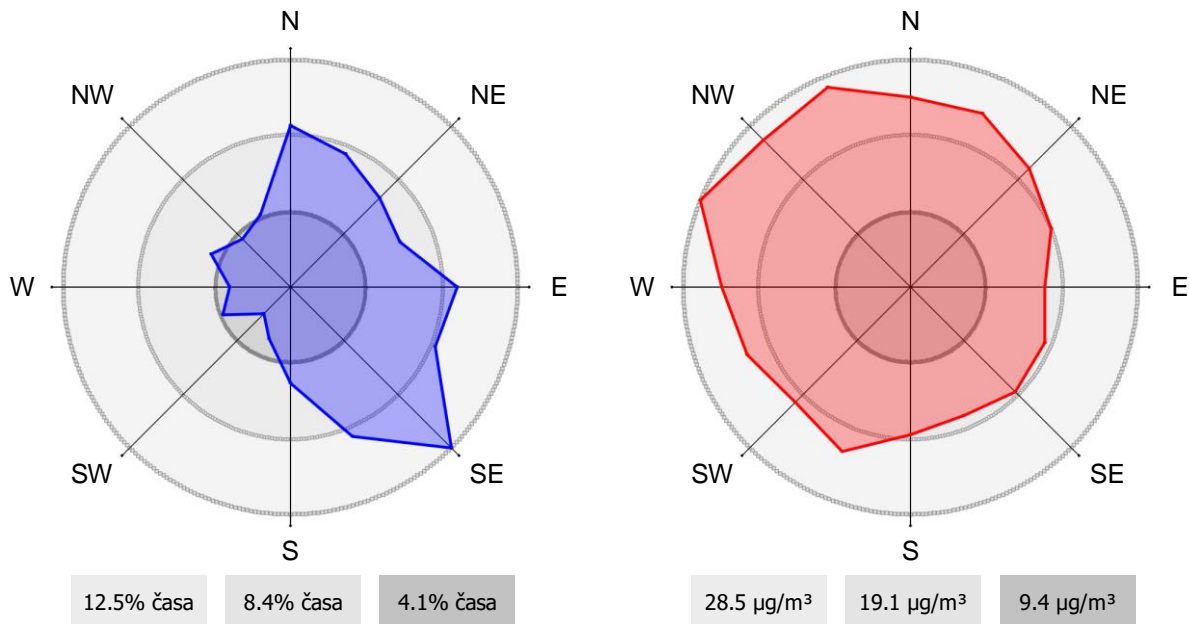 N
NW
NE
W
E
SW
SE
S
12.5% časa
8.4% časa
4.1% časa
N
NW
NE
W
E
SW
SE
S
28.5 µg/m³
19.1 µg/m³
9.4 µg/m³